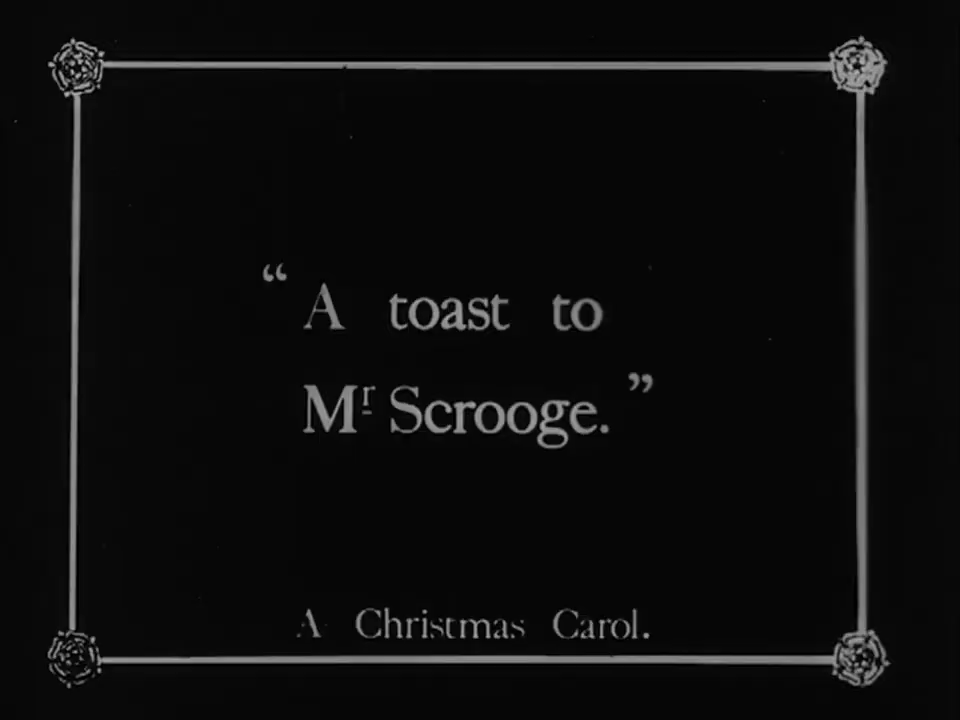 “ A toast to
Mr Scrooge. ”
A Christmas Carol.